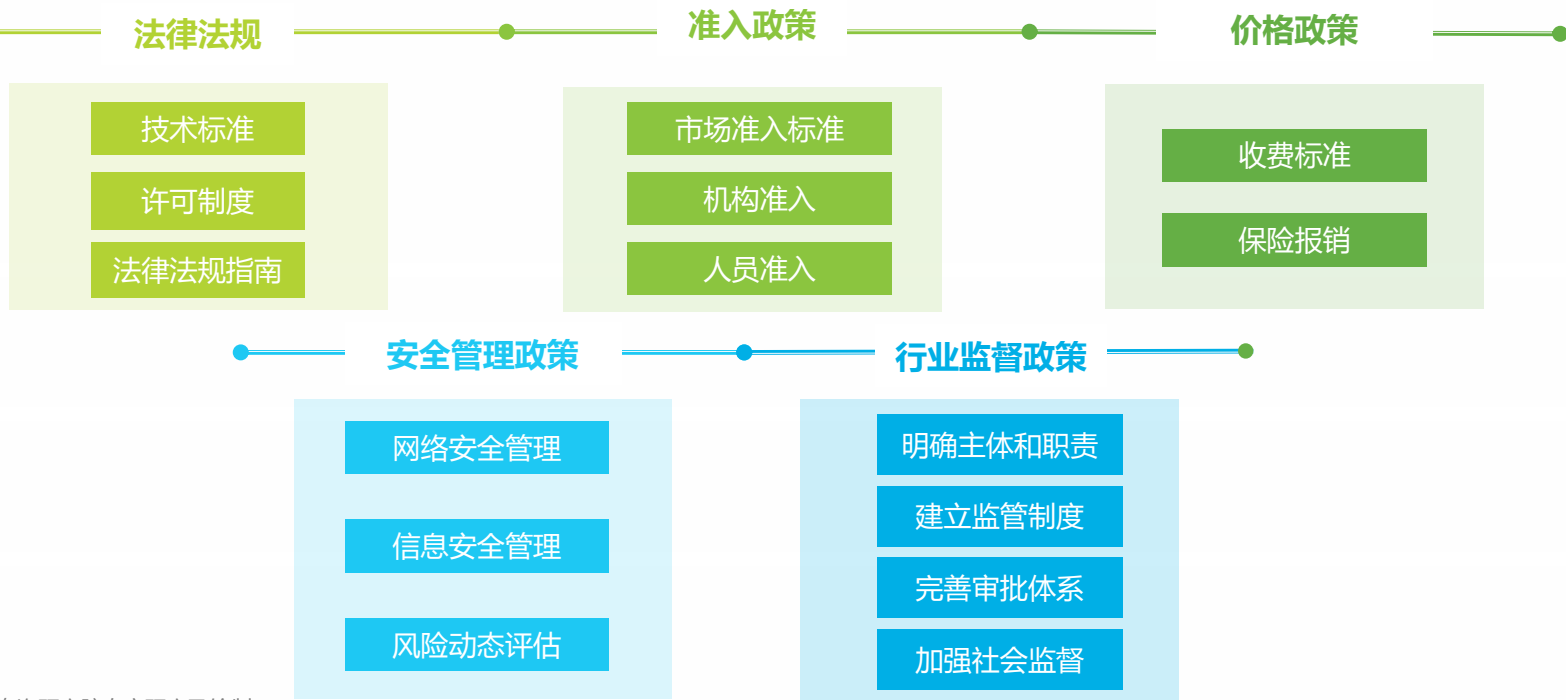 法律法规
准入政策
价格政策
技术标准
许可制度
法律法规指南
市场准入标准
机构准入
人员准入
收费标准
保险报销
安全管理政策
行业监督政策
网络安全管理
信息安全管理
风险动态评估
明确主体和职责
建立监管制度
完善审批体系
加强社会监督